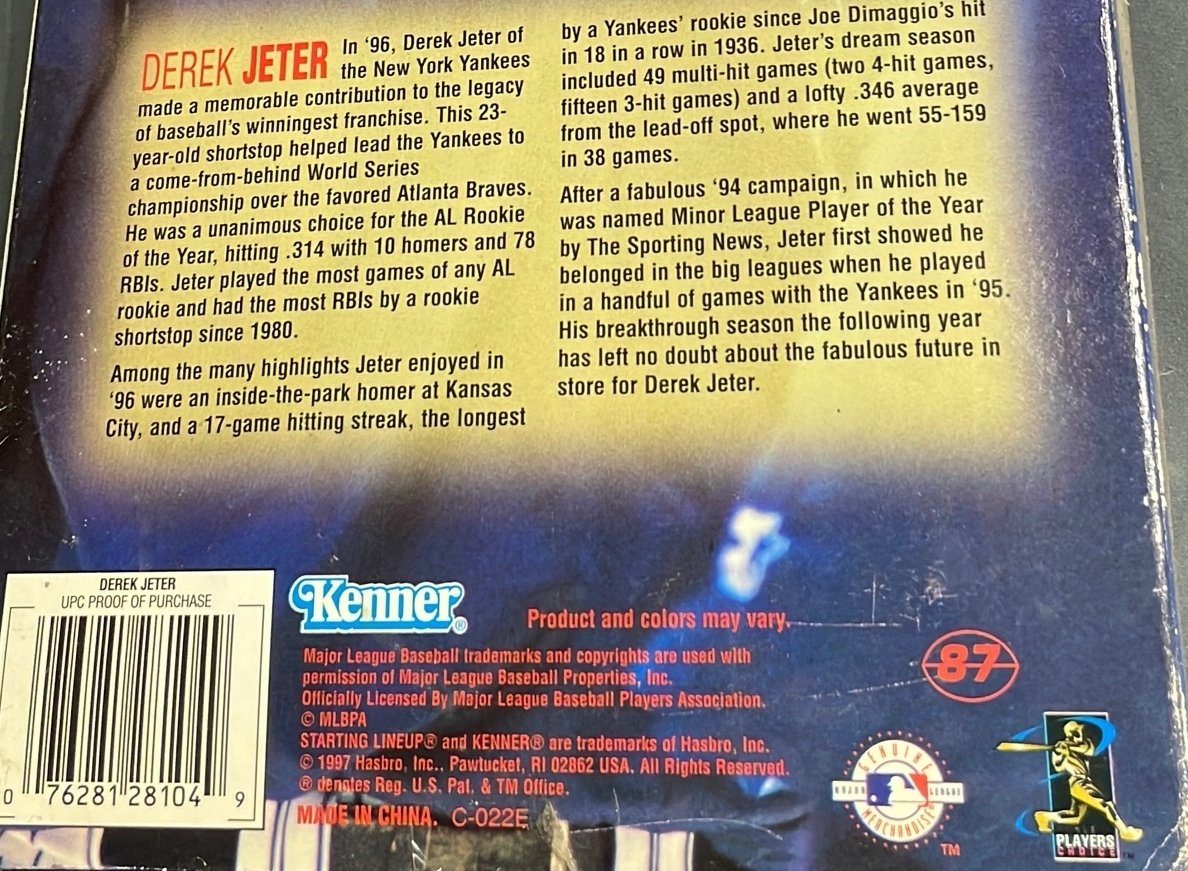 DEREK JETER In ‘96, Derek Jeter of
the New York Yankees
made a memorable contribution to the legacy
of baseball’s winningest franchise. This 23-
year-old shortstop helped lead the Yankees to
a come-from-behind World Series
championship over the favored Atlanta Braves.
He was a unanimous choice for the AL Rookie
of the Year, hitting .314 with 10 homers and 78
RBIs. Jeter played the most games of any AL
rookie and had the most RBIs by a rookie
shortstop since 1980.
Among the many highlights Jeter enjoyed in
‘96 were an inside-the-park homer at Kansas
City, and a 17-game hitting streak, the longest
by a Yankees’ rookie since Joe Dimaggio’s hit
in 18 in a row in 1936. Jeter’s dream season
included 49 multi-hit games (two 4-hit games,
fifteen 3-hit games) and a lofty .346 average
from the lead-off spot, where he went 55-159
in 38 games.
After a fabulous ‘94 campaign, in which he
was named Minor League Player of the Year
by The Sporting News, Jeter first showed he
belonged in the big leagues when he played
in a handful of games with the Yankees in ‘95.
His breakthrough season the following year
has left no doubt about the fabulous future in
store for Derek Jeter.
DEREK JETER
UPC PROOF OF PURCHASE
0 76281 28104 9
Kenner®
Product and colors may vary.
Major League Baseball trademarks and copyrights are used with
permission of Major League Baseball Properties, Inc.
Officially Licensed By Major League Baseball Players Association.
© MLBPA
STARTING LINEUP® and KENNER® are trademarks of Hasbro, Inc.
© 1997 Hasbro, Inc., Pawtucket, RI 02862 USA. All Rights Reserved.
® denotes Reg. U.S. Pat. & TM Office.
MADE IN CHINA. C-022E
87
GENUINE
MAJOR LEAGUE
MERCHANDISE
TM
MLB
PLAYERS
CHOICE
TM